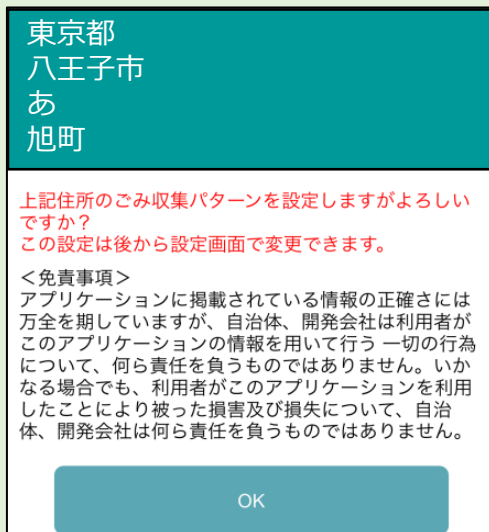 東京都
八王子市
あ
旭町
上記住所のごみ収集パターンを設定しますがよろしい
ですか？
この設定は後から設定画面で変更できます。
＜免責事項＞
アプリケーションに掲載されている情報の正確さには
万全を期していますが、自治体、開発会社は利用者が
このアプリケーションの情報を用いて行う 一切の行為
について、何ら責任を負うものではありません。いか
なる場合でも、利用者がこのアプリケーションを利用
したことにより被った損害及び損失について、自治
体、開発会社は何ら責任を負うものではありません。
OK